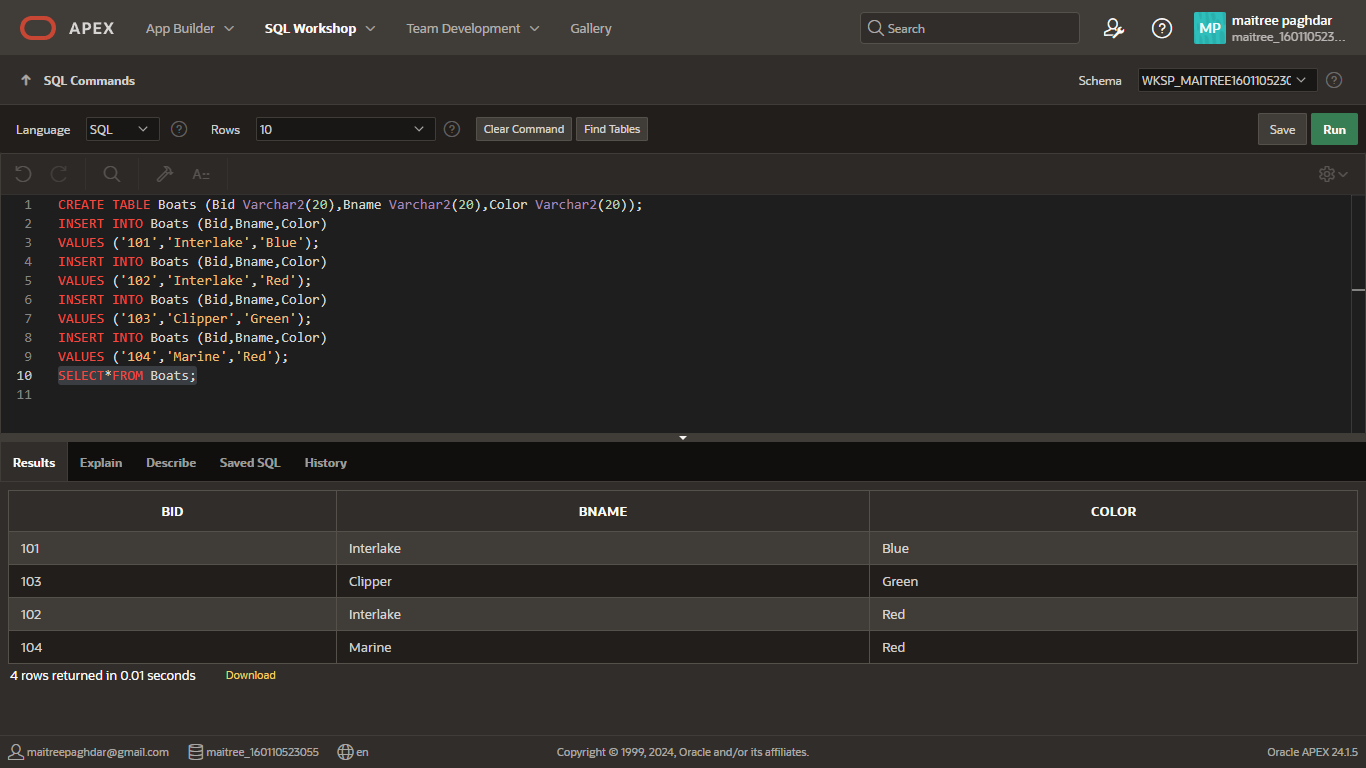 APEX App Builder SQL Workshop Team Development Gallery Search MP maitree paghdar
maitree_160110523...
SQL Commands Schema WKSP_MAITREE160110523(
Language SQL Rows 10 Clear Command Find Tables Save Run
A::
1 CREATE TABLE Boats (Bid Varchar2(20),Bname Varchar2(20),Color Varchar2(20));
2 INSERT INTO Boats (Bid,Bname,Color)
3 VALUES ('101','Interlake','Blue');
4 INSERT INTO Boats (Bid,Bname,Color)
5 VALUES ('102','Interlake','Red');
6 INSERT INTO Boats (Bid,Bname,Color)
7 VALUES ('103','Clipper','Green');
8 INSERT INTO Boats (Bid,Bname,Color)
9 VALUES ('104','Marine','Red');
10 SELECT*FROM Boats;
11
Results Explain Describe Saved SQL History
BID BNAME COLOR
101 Interlake Blue
103 Clipper Green
102 Interlake Red
104 Marine Red
4 rows returned in 0.01 seconds Download
maitreepaghdar@gmail.com maitree_160110523055 en Copyright © 1999, 2024, Oracle and/or its affiliates. Oracle APEX 24.1.5